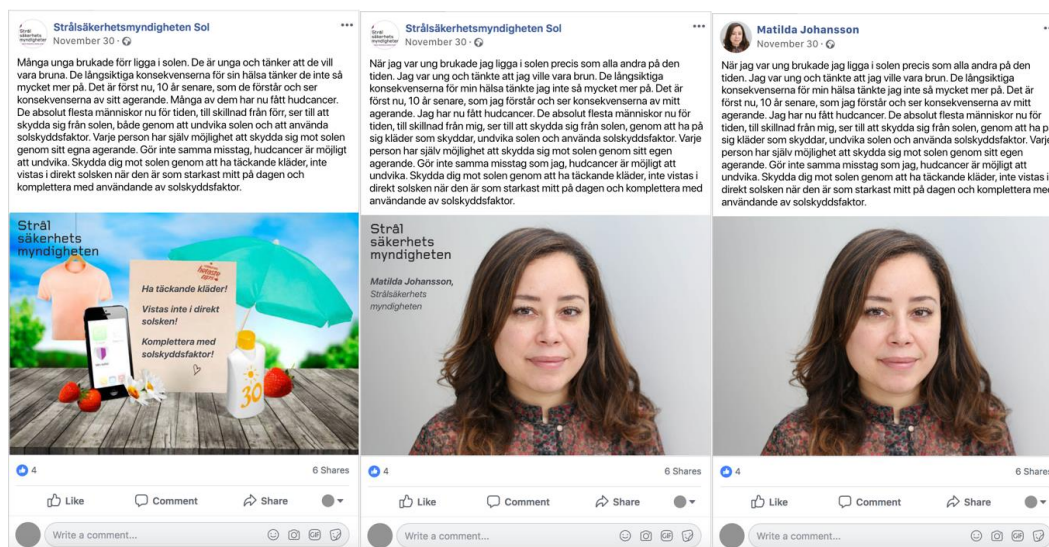 Strålsäkerhetsmyndigheten Sol
November 30 ·
Många unga brukade förr ligga i solen. De är unga och tänker att de vill
vara bruna. De långsiktiga konsekvenserna för sin hälsa tänker de inte så
mycket mer på. Det är först nu, 10 år senare, som de förstår och ser
konsekvenserna av sitt agerande. Många av dem har nu fått hudcancer.
De absolut flesta människor nu för tiden, till skillnad från förr, ser till att
skydda sig från solen, både genom att undvika solen och att använda
solskyddsfaktor. Varje person har själv möjlighet att skydda sig mot solen
genom sitt egna agerande. Gör inte samma misstag, hudcancer är möjligt
att undvika. Skydda dig mot solen genom att ha täckande kläder, inte
vistas i direkt solsken när den är som starkast mitt på dagen och
komplettera med användande av solskyddsfaktor.
Strål
säkerhets
myndigheten
Ha täckande kläder!
Vistas inte i direkt
solsken!
Komplettera med
solskyddsfaktor!
30
4
6 Shares
Like
Comment
Share
Write a comment...
GIF
Strålsäkerhetsmyndigheten Sol
November 30 ·
När jag var ung brukade jag ligga i solen precis som alla andra på den
tiden. Jag var ung och tänkte att jag ville vara brun. De långsiktiga
konsekvenserna för min hälsa tänkte jag inte så mycket mer på. Det är
först nu, 10 år senare, som jag förstår och ser konsekvenserna av mitt
agerande. Jag har nu fått hudcancer. De absolut flesta människor nu för
tiden, till skillnad från mig, ser till att skydda sig från solen, genom att ha på
sig kläder som skyddar, undvika solen och använda solskyddsfaktor. Varje
person har själv möjlighet att skydda sig mot solen genom sitt egen
agerande. Gör inte samma misstag som jag, hudcancer är möjligt att
undvika. Skydda dig mot solen genom att ha täckande kläder, inte vistas i
direkt solsken när den är som starkast mitt på dagen och komplettera med
användande av solskyddsfaktor.
Strål
säkerhets
myndigheten
Matilda Johansson,
Strålsäkerhets
myndigheten
4
6 Shares
Like
Comment
Share
Write a comment...
GIF
Matilda Johansson
November 30 ·
När jag var ung brukade jag ligga i solen precis som alla andra på den
tiden. Jag var ung och tänkte att jag ville vara brun. De långsiktiga
konsekvenserna för min hälsa tänkte jag inte så mycket mer på. Det är
först nu, 10 år senare, som jag förstår och ser konsekvenserna av mitt
agerande. Jag har nu fått hudcancer. De absolut flesta människor nu för
tiden, till skillnad från mig, ser till att skydda sig från solen, genom att ha p
sig kläder som skyddar, undvika solen och använda solskyddsfaktor. Varje
person har själv möjlighet att skydda sig mot solen genom sitt egen
agerande. Gör inte samma misstag som jag, hudcancer är möjligt att
undvika. Skydda dig mot solen genom att ha täckande kläder, inte vistas i
direkt solsken när den är som starkast mitt på dagen och komplettera med
användande av solskyddsfaktor.
4
6 Shares
Like
Comment
Share
Write a comment...
GIF